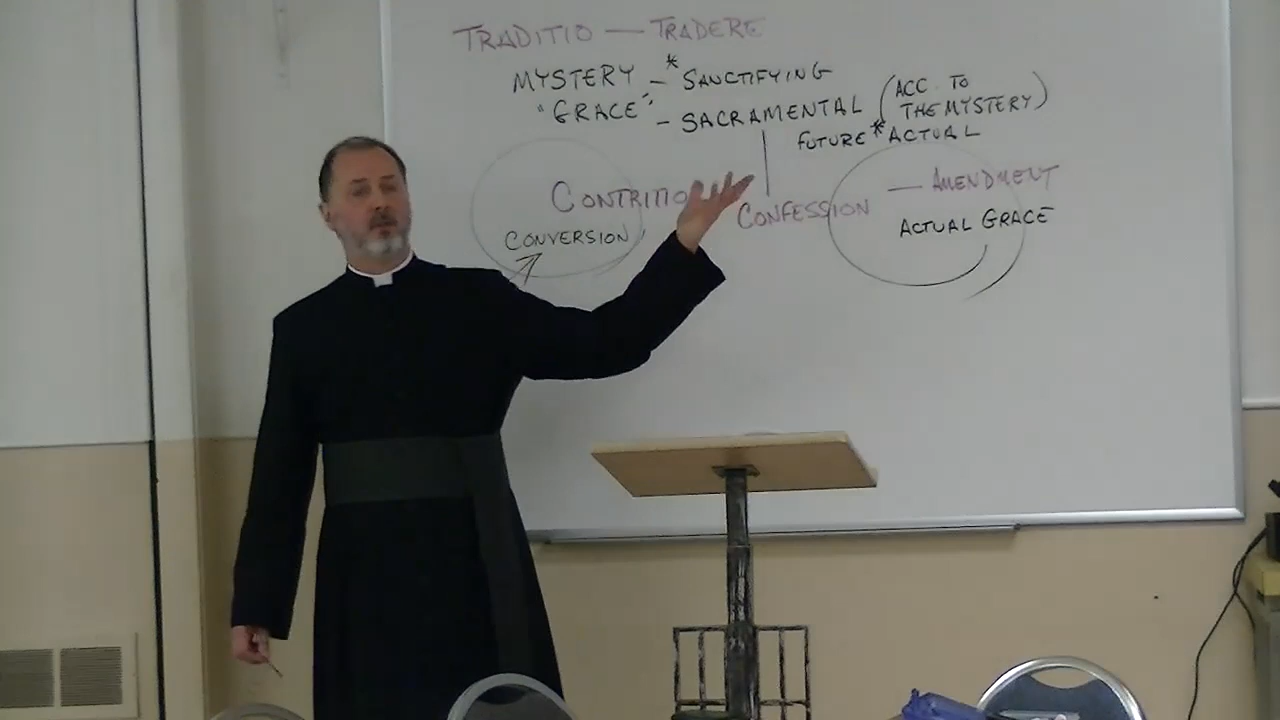 TRADITIO — TRADERE
MYSTERY — * SANCTIFYING
"GRACE" — SACRAMENTAL (ACC. TO THE MYSTERY)
FUTURE * ACTUAL
CONTRITIO
CONVERSION
CONFESSION
— AMENDMENT
ACTUAL GRACE